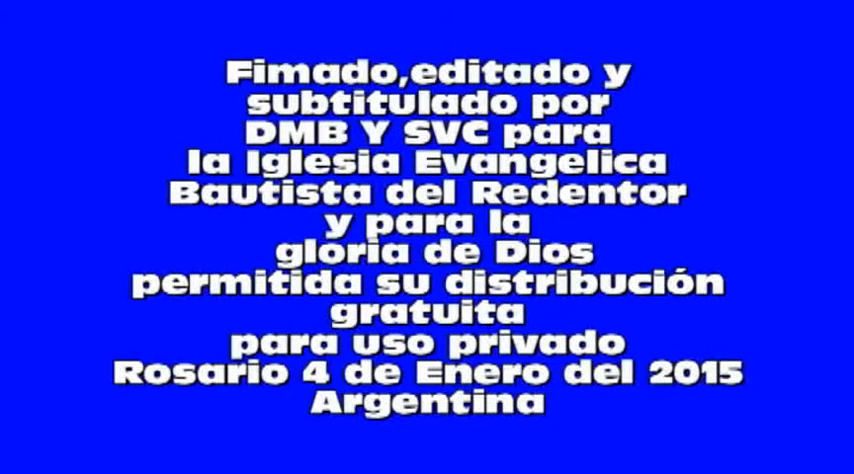 Fimado,editado y
subtitulado por
DMB Y SVC para
la Iglesia Evangelica
Bautista del Redentor
y para la
gloria de Dios
permitida su distribución
gratuita
para uso privado
Rosario 4 de Enero del 2015
Argentina